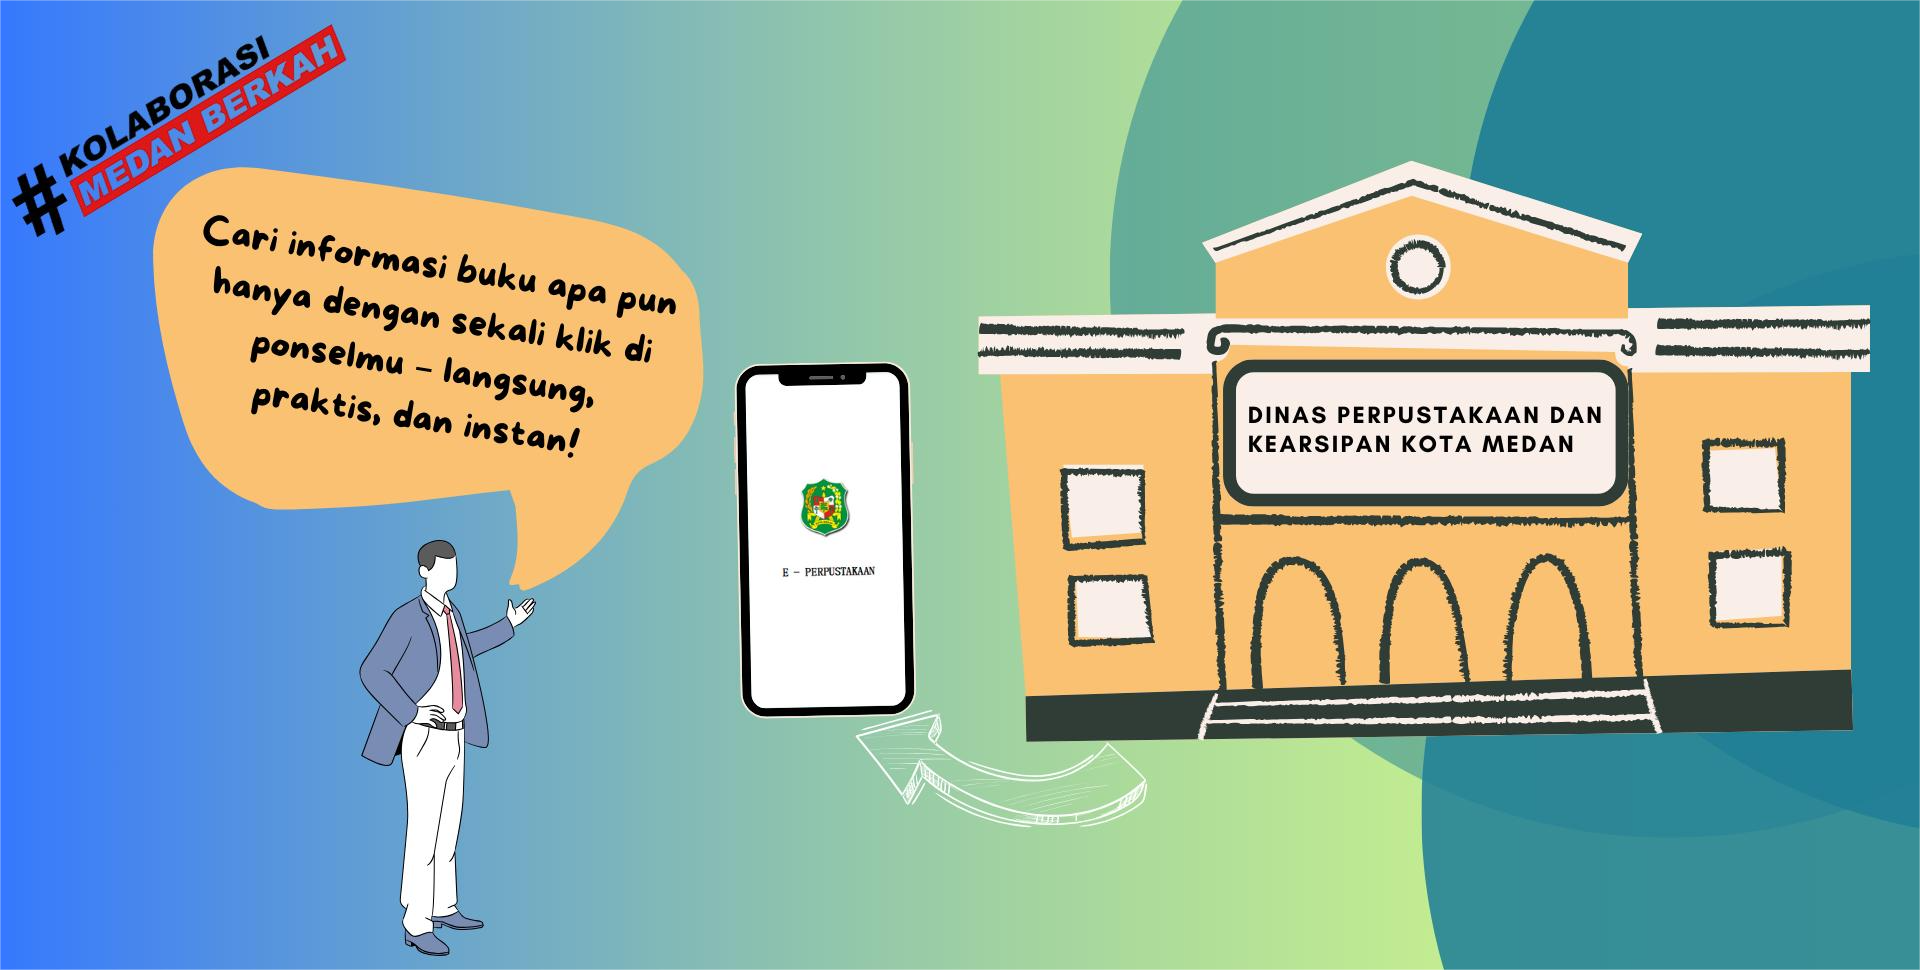 #KOLABORASI
MEDAN BERKAH
Cari informasi buku apa pun
hanya dengan sekali klik di
ponselmu – langsung,
praktis, dan instan!
E - PERPUSTAKAAN
DINAS PERPUSTAKAAN DAN
KEARSIPAN KOTA MEDAN